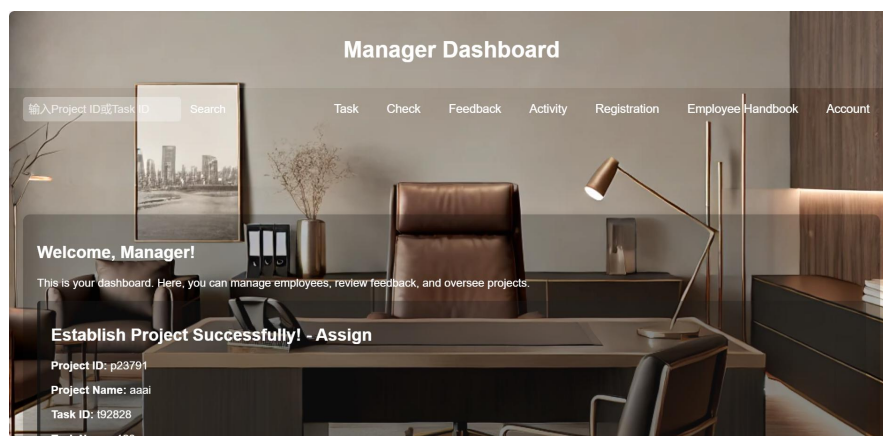 Manager Dashboard
输入Project ID或Task ID Search Task Check Feedback Activity Registration Employee Handbook Account
Welcome, Manager!
This is your dashboard. Here, you can manage employees, review feedback, and oversee projects.
Establish Project Successfully! - Assign
Project ID: p23791
Project Name: aaai
Task ID: t92828